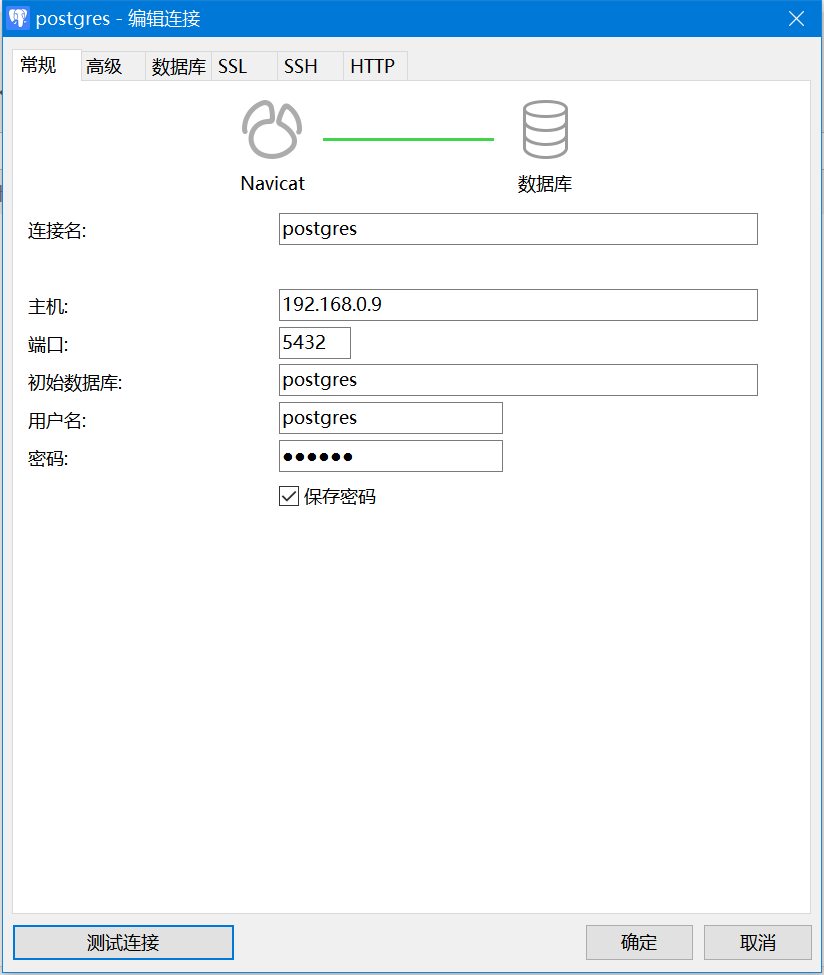 postgres - 编辑连接
常规 高级 数据库 SSL SSH HTTP
Navicat 数据库
连接名: postgres
主机: 192.168.0.9
端口: 5432
初始数据库: postgres
用户名: postgres
密码: ●●●●●●
保存密码
测试连接 确定 取消